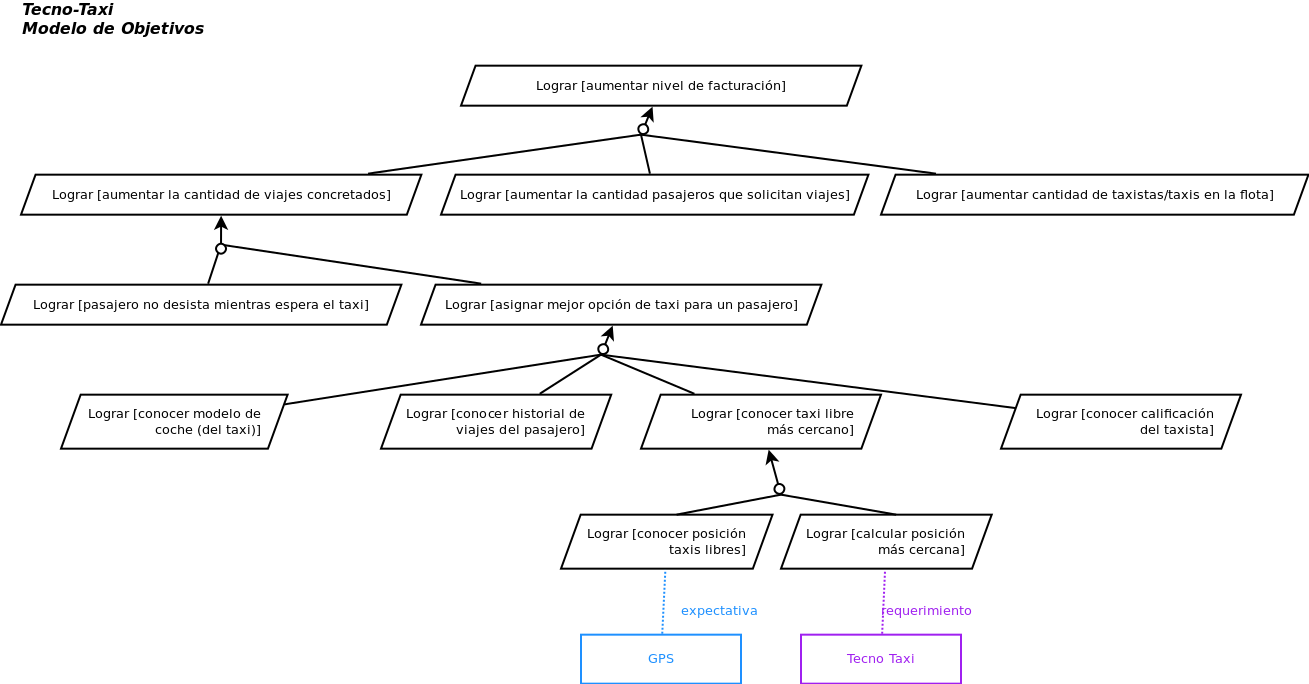 Tecno-Taxi
Modelo de Objetivos
Lograr [aumentar nivel de facturación]
Lograr [aumentar la cantidad de viajes concretados]
Lograr [aumentar la cantidad pasajeros que solicitan viajes]
Lograr [aumentar cantidad de taxistas/taxis en la flota]
Lograr [pasajero no desista mientras espera el taxi]
Lograr [asignar mejor opción de taxi para un pasajero]
Lograr [conocer modelo de
coche (del taxi)]
Lograr [conocer historial de
viajes del pasajero]
Lograr [conocer taxi libre
más cercano]
Lograr [conocer calificación
del taxista]
Lograr [conocer posición
taxis libres]
Lograr [calcular posición
más cercana]
expectativa
requerimiento
GPS
Tecno Taxi